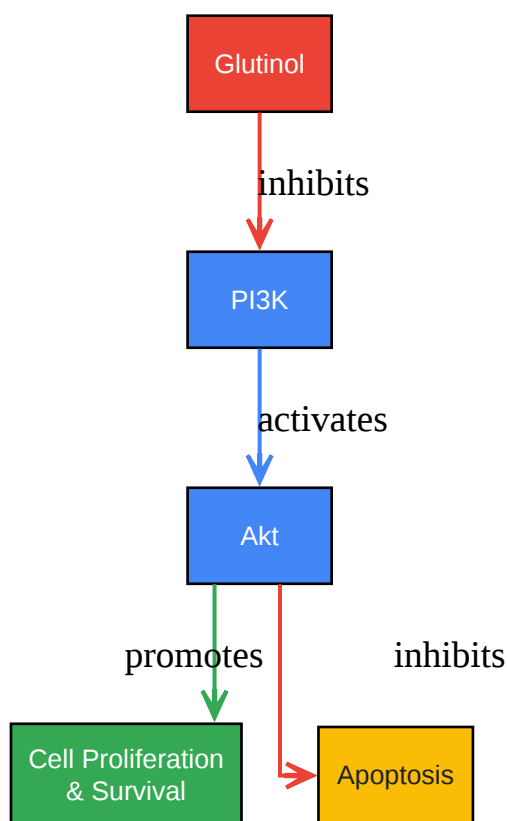 Glutinol
inhibits
PI3K
activates
Akt
promotes
inhibits
Cell Proliferation
& Survival
Apoptosis